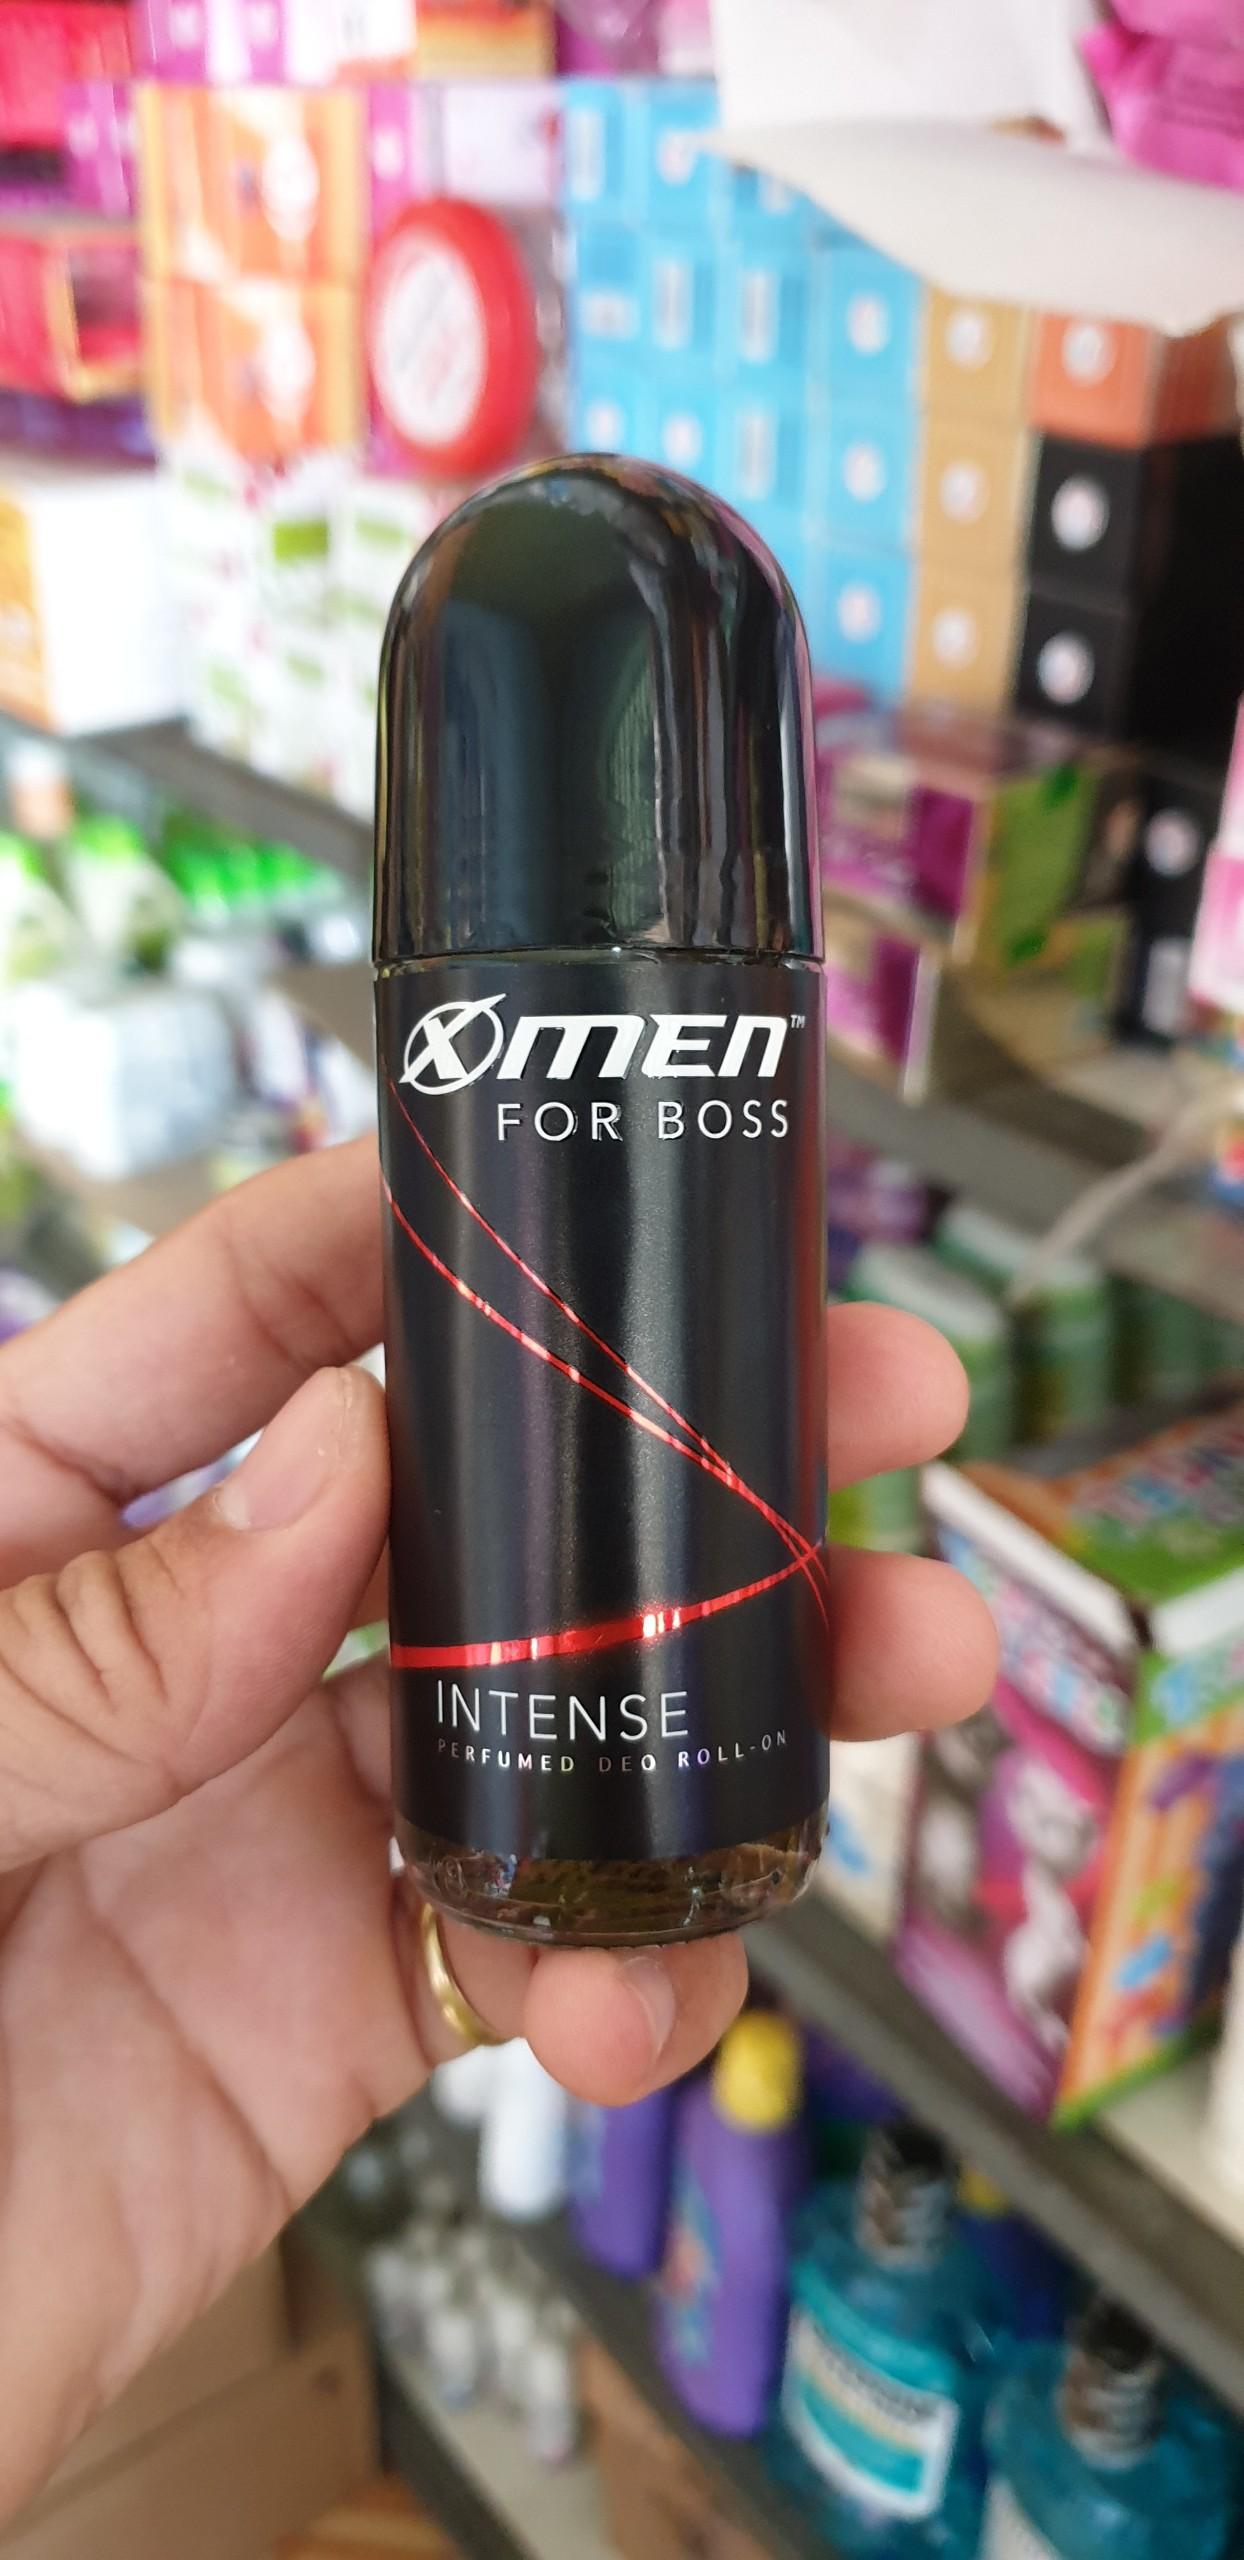 XMEN™
FOR BOSS
INTENSE
PERFUMED DEO ROLL-ON